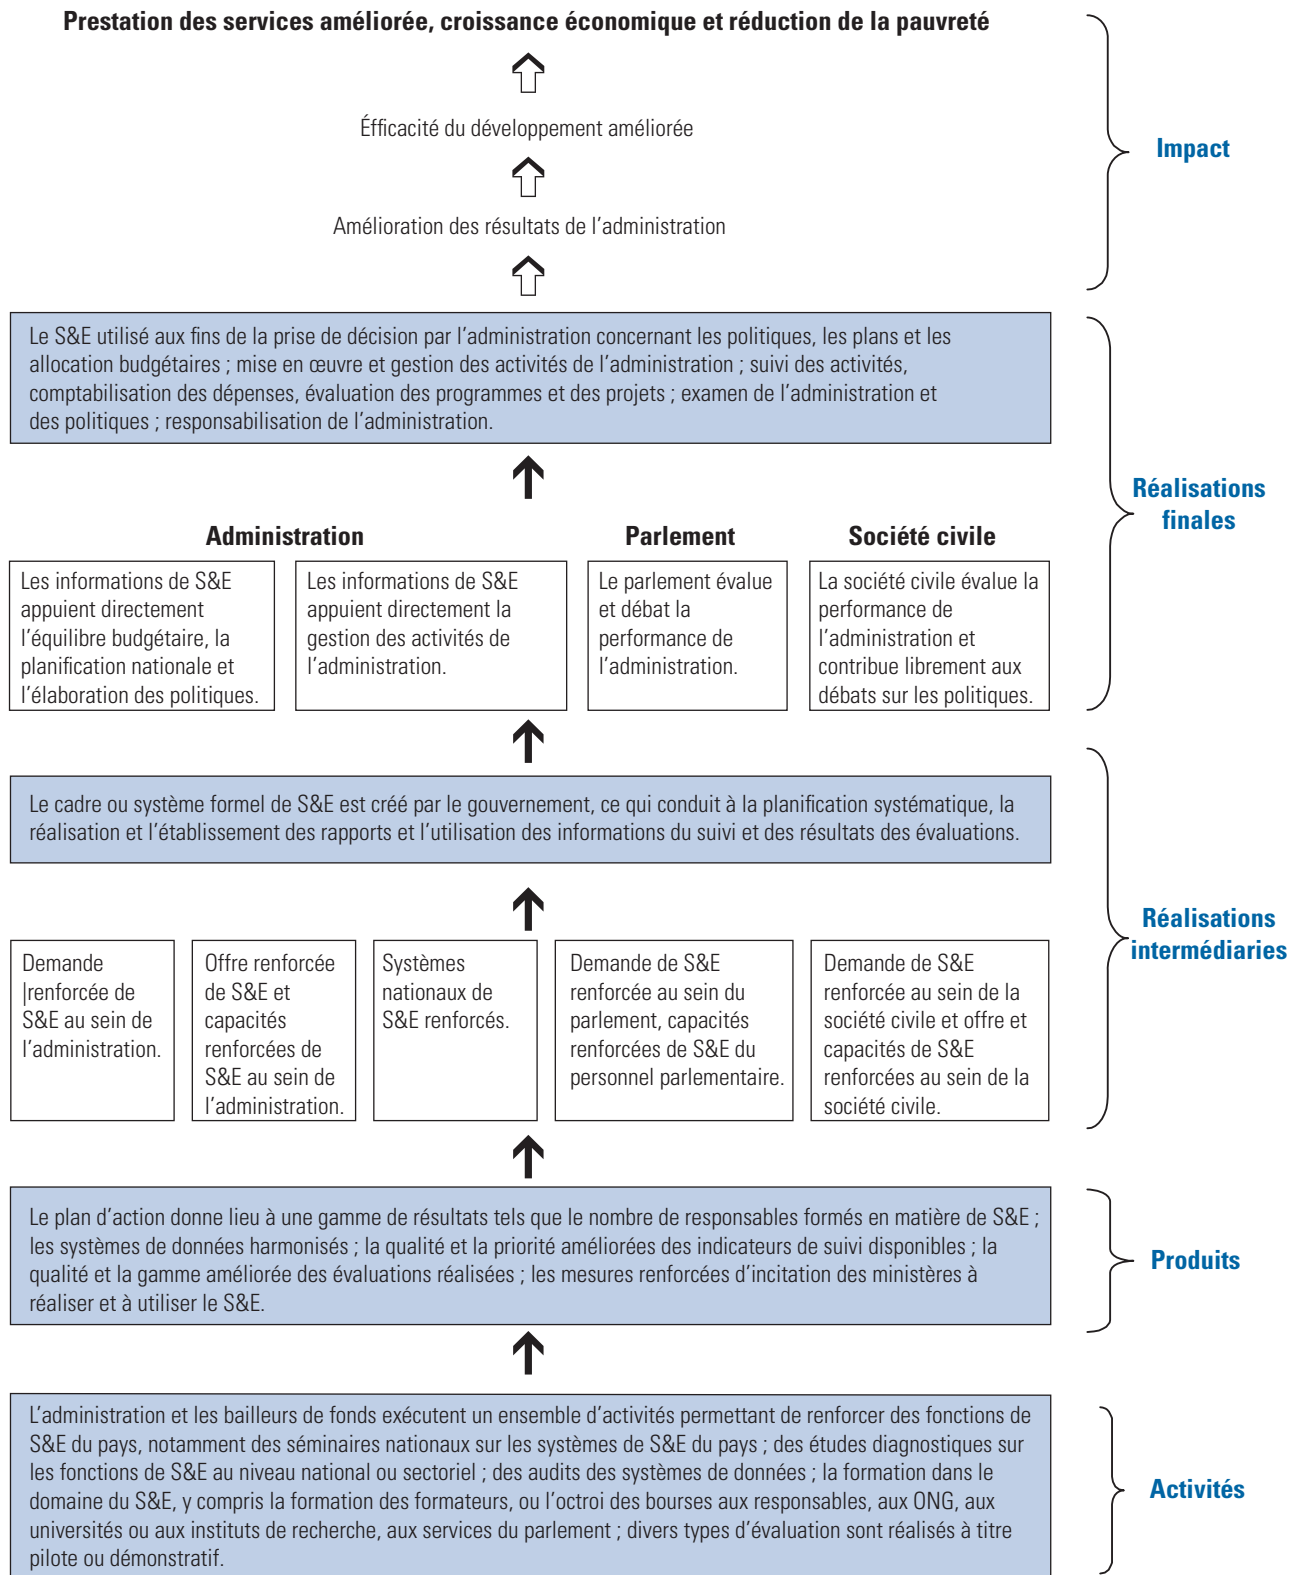 Prestation des services améliorée, croissance économique et réduction de la pauvreté
Éfficacité du développement améliorée
Impact
Amélioration des résultats de l'administration
Le S&E utilisé aux fins de la prise de décision par l'administration concernant les politiques, les plans et les
allocation budgétaires ; mise en œuvre et gestion des activités de l'administration ; suivi des activités,
comptabilisation des dépenses, évaluation des programmes et des projets ; examen de l'administration et
des politiques ; responsabilisation de l'administration.
Réalisations
finales
Administration
Parlement
Société civile
Les informations de S&E
appuient directement
l'équilibre budgétaire, la
planification nationale et
l'élaboration des politiques.
Les informations de S&E
appuient directement la
gestion des activités de
l'administration.
Le parlement évalue
et débat la
performance de
l'administration.
La société civile évalue la
performance de
l'administration et
contribue librement aux
débats sur les politiques.
Le cadre ou système formel de S&E est créé par le gouvernement, ce qui conduit à la planification systématique, la
réalisation et l'établissement des rapports et l'utilisation des informations du suivi et des résultats des évaluations.
Réalisations
intermédiaries
Demande
|renforcée de
S&E au sein de
l'administration.
Offre renforcée
de S&E et
capacités
renforcées de
S&E au sein de
l'administration.
Systèmes
nationaux de
S&E renforcés.
Demande de S&E
renforcée au sein du
parlement, capacités
renforcées de S&E du
personnel parlementaire.
Demande de S&E
renforcée au sein de la
société civile et offre et
capacités de S&E
renforcées au sein de la
société civile.
Le plan d'action donne lieu à une gamme de résultats tels que le nombre de responsables formés en matière de S&E ;
les systèmes de données harmonisés ; la qualité et la priorité améliorées des indicateurs de suivi disponibles ; la
qualité et la gamme améliorée des évaluations réalisées ; les mesures renforcées d'incitation des ministères à
réaliser et à utiliser le S&E.
Produits
L'administration et les bailleurs de fonds exécutent un ensemble d'activités permettant de renforcer des fonctions de
S&E du pays, notamment des séminaires nationaux sur les systèmes de S&E du pays ; des études diagnostiques sur
les fonctions de S&E au niveau national ou sectoriel ; des audits des systèmes de données ; la formation dans le
domaine du S&E, y compris la formation des formateurs, ou l'octroi des bourses aux responsables, aux ONG, aux
universités ou aux instituts de recherche, aux services du parlement ; divers types d'évaluation sont réalisés à titre
pilote ou démonstratif.
Activités